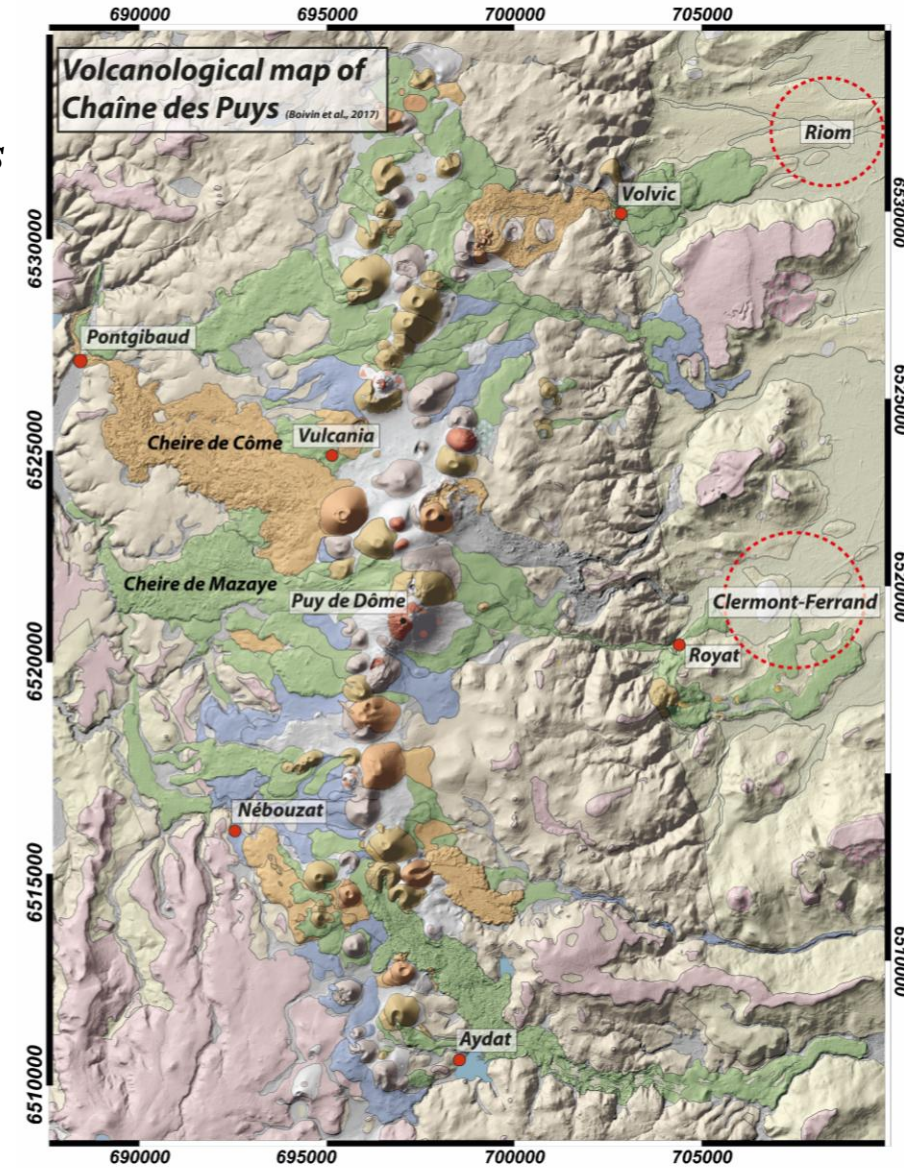 690000 695000 700000 705000
Volcanological map of
Chaîne des Puys (Boivin et al., 2017)
s
Riom
Volvic
6530000
6530000
Pontgibaud
6525000
Cheire de Côme
Vulcania
6525000
Cheire de Mazaye
Puy de Dôme
Clermont-Ferrand
6520000
6520000
Royat
Nébouzat
6515000
6510000
Aydat
6510000
690000 695000 700000 705000